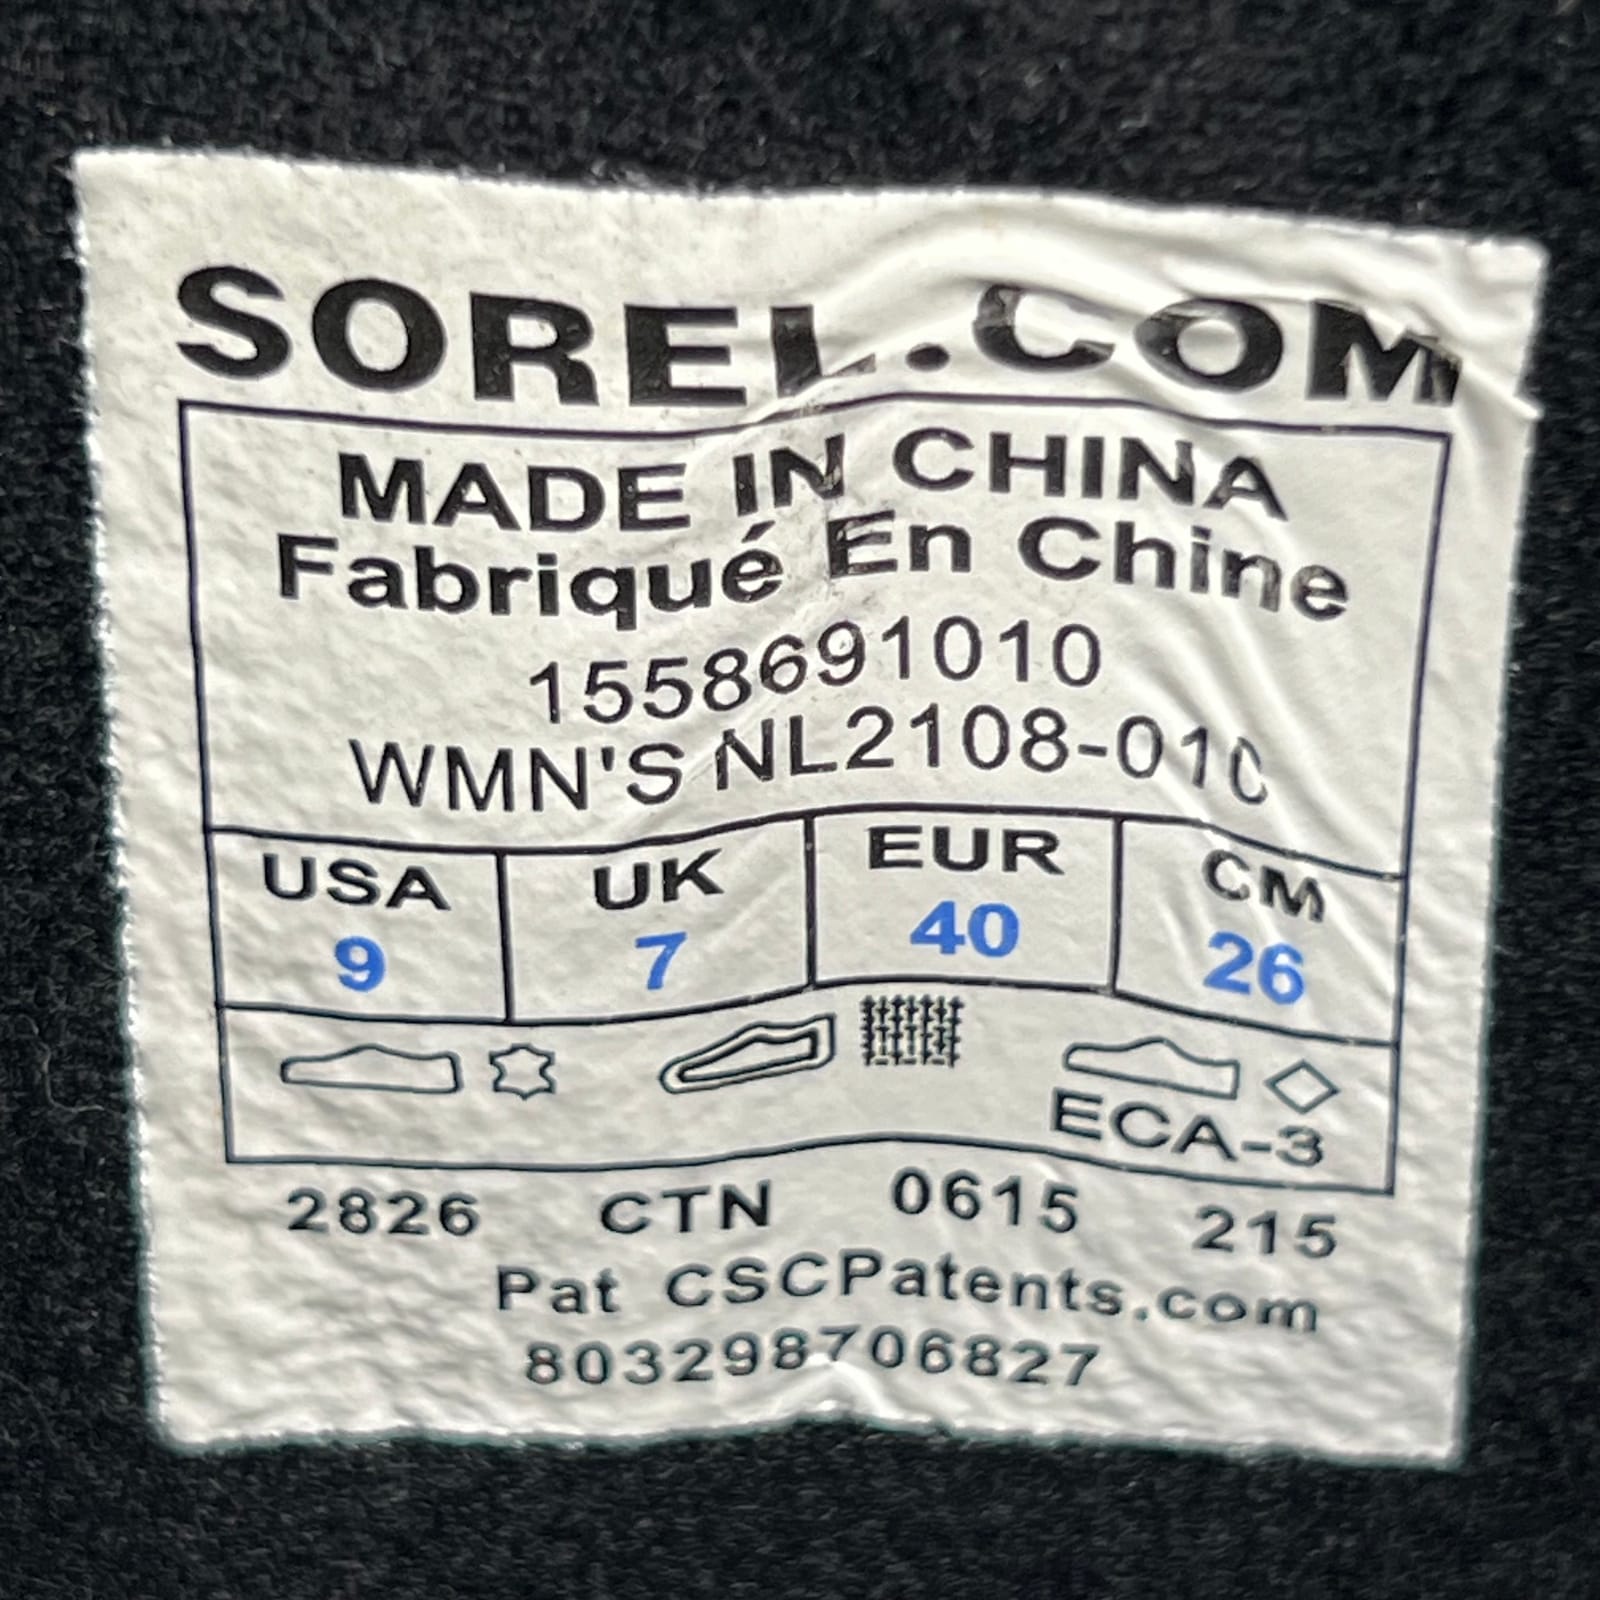 SOREL.COM
MADE IN CHINA
Fabriqué En Chine
1558691010
WMN'S NL2108-010
USA UK EUR CM
9 7 40 26
ECA-3
2826 CTN 0615 215
Pat CSCPatents.com
803298706827